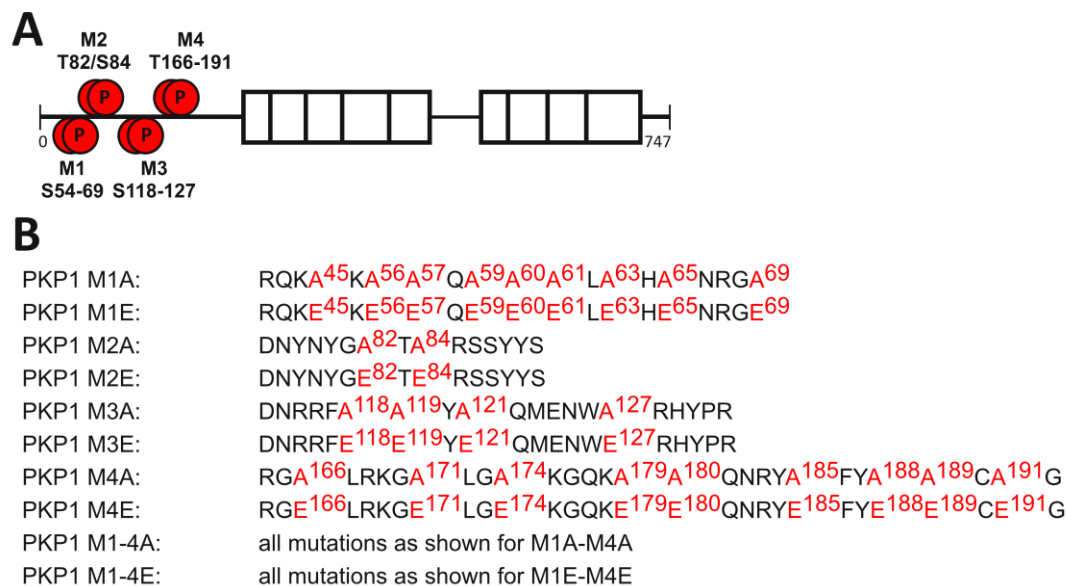 A
M2
M4
T82/S84
T166-191
P
P
P
P
0
747
M1
M3
S54-69
S118-127
B
PKP1 M1A: RQKA45KA56A57QA59A60A61LA63HA65NRGA69
PKP1 M1E: RQKE45KE56E57QE59E60E61LE63HE65NRGE69
PKP1 M2A: DNYNYGA82TA84RSSYYS
PKP1 M2E: DNYNYGE82TE84RSSYYS
PKP1 M3A: DNRRFA118A119YA121QMENWA127RHYPR
PKP1 M3E: DNRRFE118E119YE121QMENWE127RHYPR
PKP1 M4A: RGA166LRKGA171LGA174KGQKA179A180QNRYA185FYA188A189CA191G
PKP1 M4E: RGE166LRKGE171LGE174KGQKE179E180QNRYE185FYE188E189CE191G
PKP1 M1-4A: all mutations as shown for M1A-M4A
PKP1 M1-4E: all mutations as shown for M1E-M4E